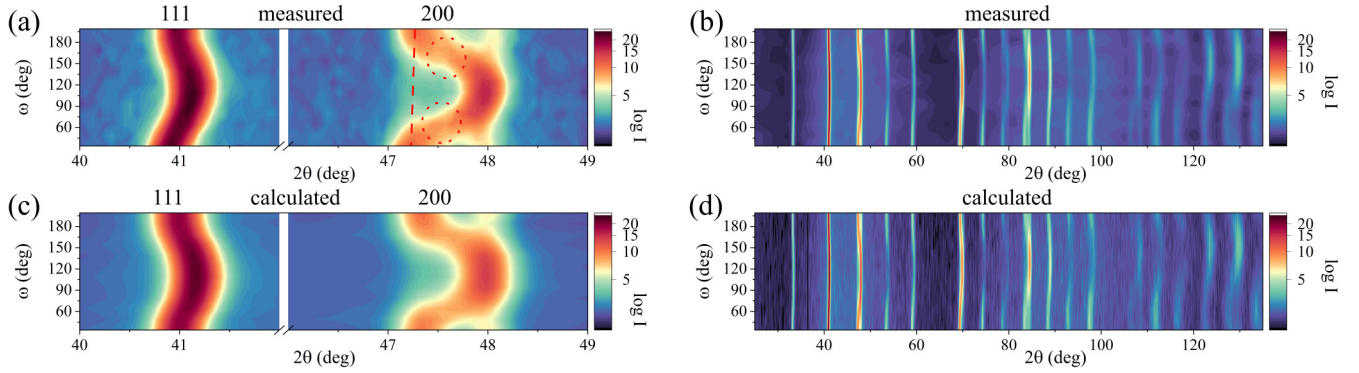 (a)
111 measured 200
ω (deg)
180
150
120
90
60
40 41 47 48 49
2θ (deg)
20
15
10
5
log I
(b)
measured
ω (deg)
180
150
120
90
60
40 60 80 100 120
2θ (deg)
20
15
10
5
log I
(c)
111 calculated 200
ω (deg)
180
150
120
90
60
40 41 47 48 49
2θ (deg)
20
15
10
5
log I
(d)
calculated
ω (deg)
180
150
120
90
60
40 60 80 100 120
2θ (deg)
20
15
10
5
log I